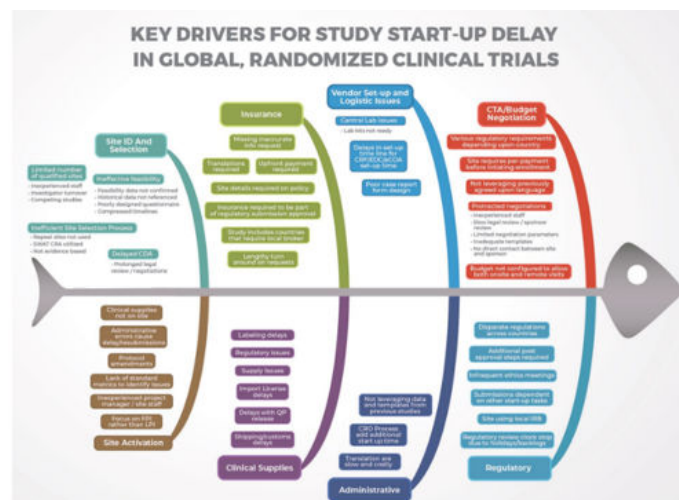 KEY DRIVERS FOR STUDY START-UP DELAY
IN GLOBAL, RANDOMIZED CLINICAL TRIALS
Site ID And
Selection
Limited number
of qualified sites
• Inexperienced staff
• Investigator turnover
• Competing studies
Ineffective feasibility
• Feasibility data not confirmed
• Historical data not referenced
• Poorly designed questionnaire
• Compressed timelines
Inefficient Site Selection Process
• Repeat sites not used
• SWAT CRA utilized
• Not evidence based
Delayed CDA
• Prolonged legal
review / negotiations
Insurance
Missing inaccurate
info request
Translations
required
Upfront payment
required
Site details required on policy
Insurance required to be part
of regulatory submission approval
Study includes countries
that require local broker
Lengthy turn
around on requests
Vendor Set-up and
Logistic Issues
Central Lab issues
• Lab kits not ready
Delays in set-up
time line for
CRF/EDC/eCOA
set-up time
Poor case report
form design
CTA/Budget
Negotiation
Various regulatory requirements
depending upon country
Site requires pre-payment
before initiating enrollment
Not leveraging previously
agreed upon language
Protracted negotiations
• Inexperienced staff
• Slow legal review / sponsor
review
• Limited negotiation parameters
• Inadequate templates
• No direct contact between site
and sponsor
Budget not configured to allow
both onsite and remote visits
Clinical supplies
not on site
Administrative
errors cause
delay/resubmissions
Protocol
amendments
Lack of standard
metrics to identify issues
Inexperienced project
manager / site staff
Focus on FPI
rather than LPI
Site Activation
Labeling delays
Regulatory issues
Supply issues
Import License
delays
Delays with QP
release
Shipping/customs
delays
Clinical Supplies
Not leveraging data
and templates from
previous studies
CRO Process
add additional
start up time
Translation are
slow and costly
Administrative
Disparate regulations
across countries
Additional post
approval steps required
Infrequent ethics meetings
Submissions dependent
on other start-up tasks
Site using local IRB
Regulatory review clock stop
due to holidays/backlogs
Regulatory